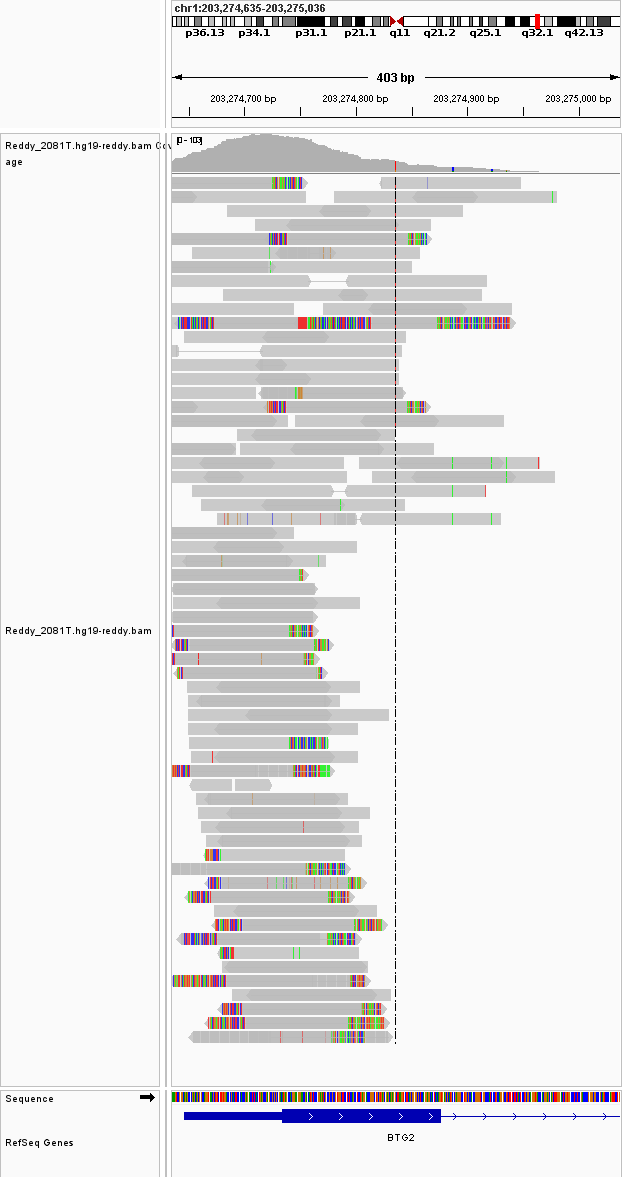 chr1:203,274,635-203,275,036
p36.13 p34.1 p31.1 p21.1 q11 q21.2 q25.1 q32.1 q42.13
403 bp
203,274,700 bp 203,274,800 bp 203,274,900 bp 203,275,000 bp
Reddy_2081T.hg19-reddy.bam Cov
age
[0 - 103]
Reddy_2081T.hg19-reddy.bam
Sequence
BTG2
RefSeq Genes